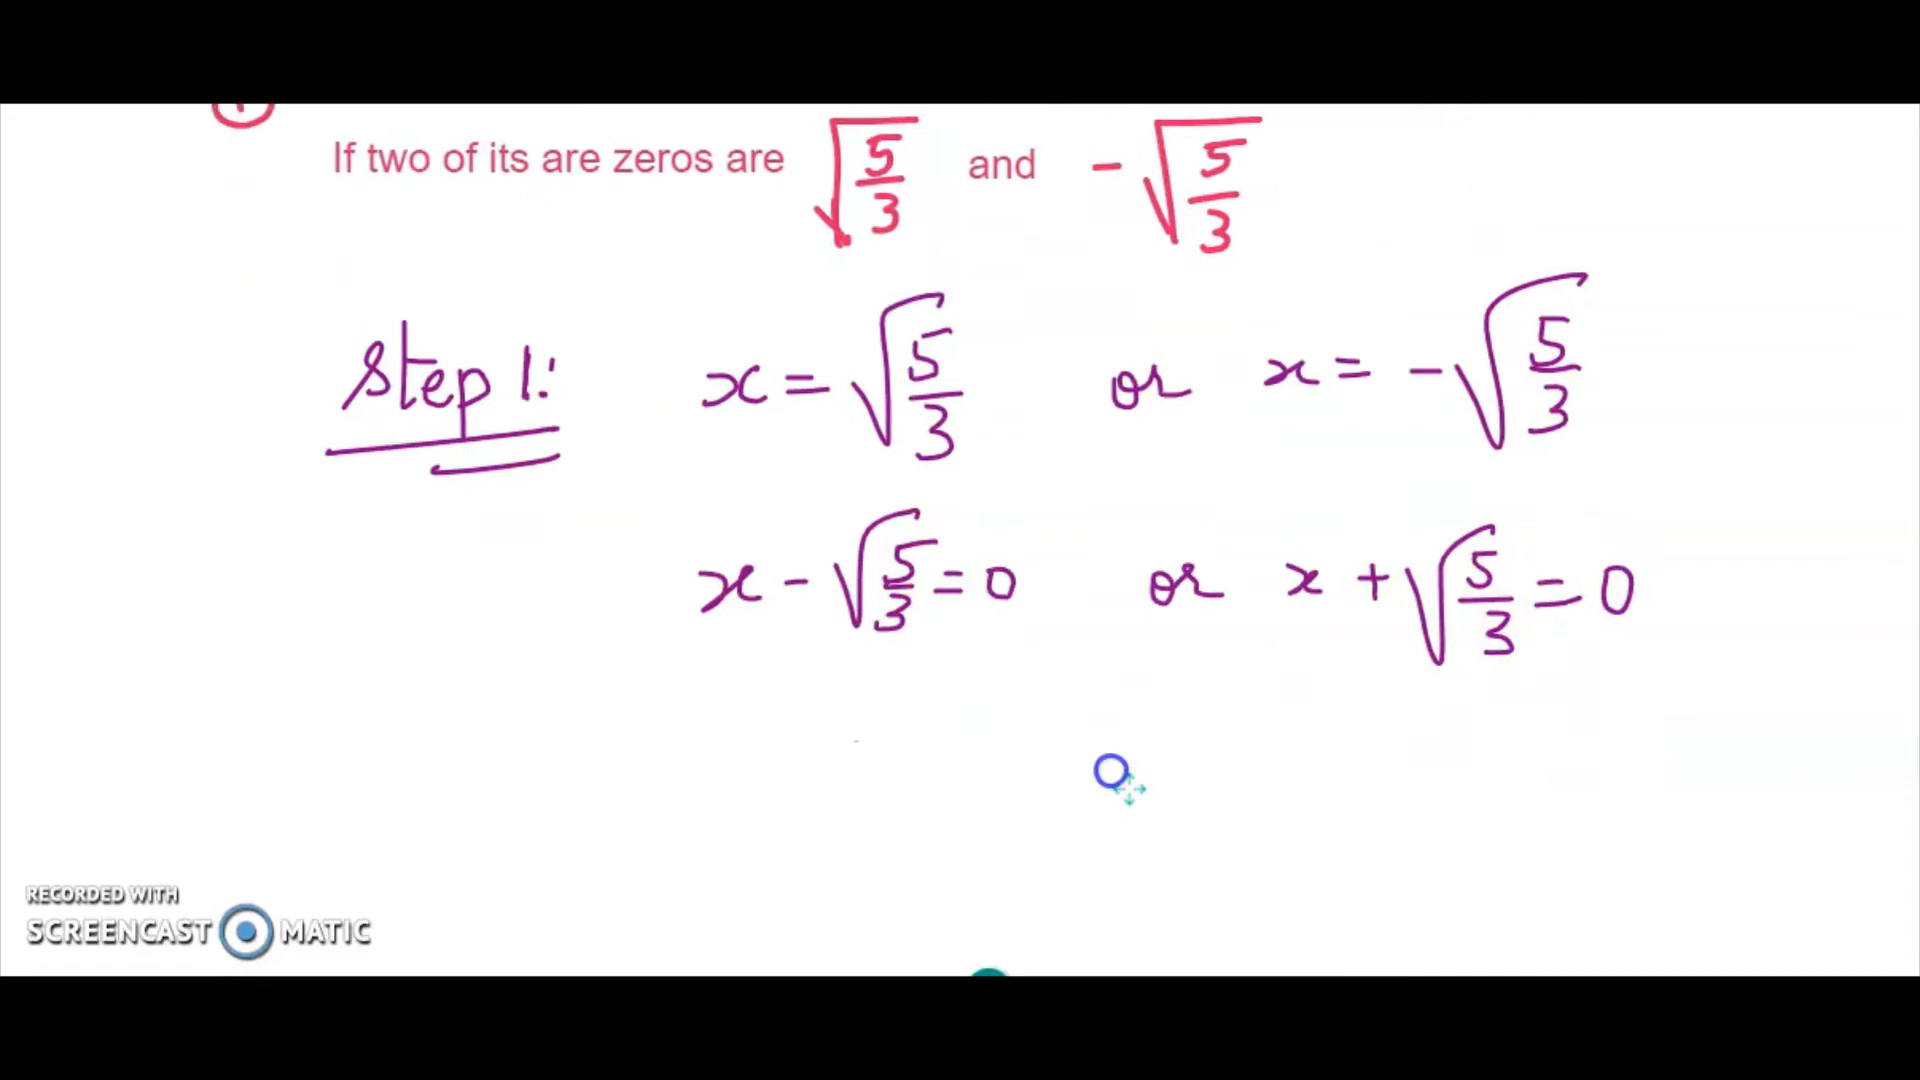 If two of its are zeros are √5/3 and -√5/3
Step 1: x = √5/3 or x = -√5/3
x - √5/3 = 0 or x + √5/3 = 0
RECORDED WITH
SCREENCAST MATIC